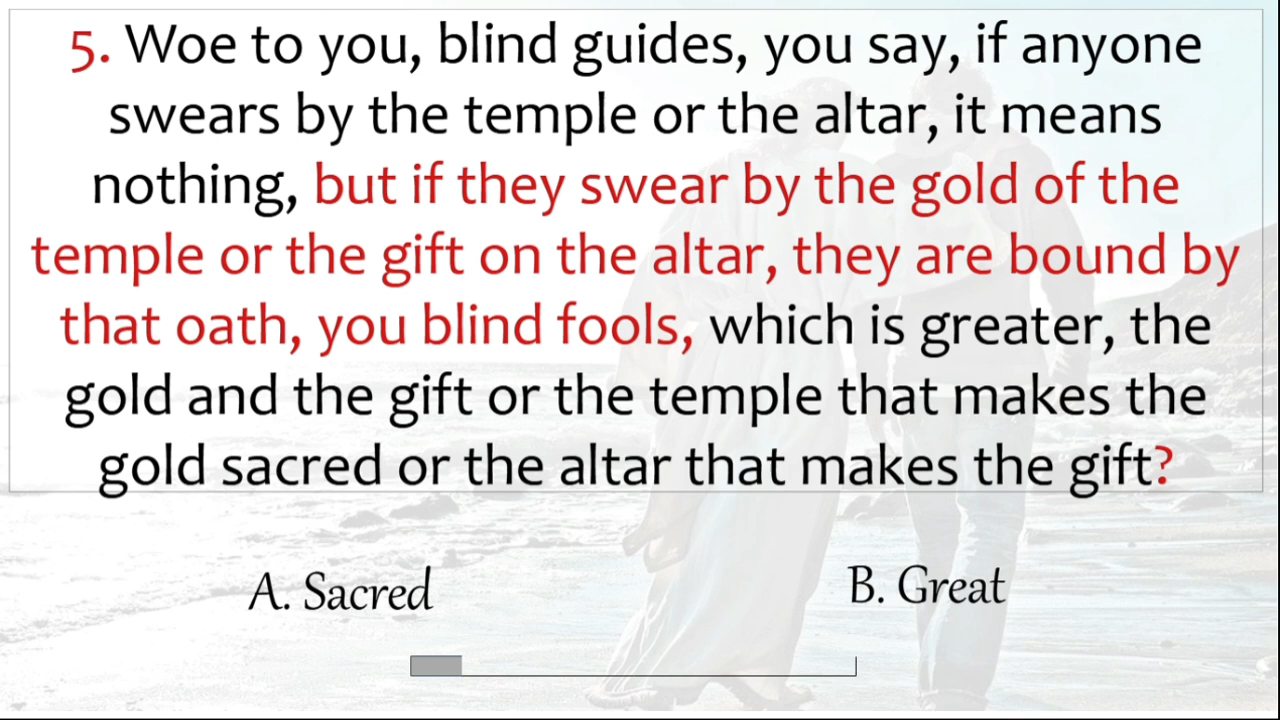 5. Woe to you, blind guides, you say, if anyone
swears by the temple or the altar, it means
nothing, but if they swear by the gold of the
temple or the gift on the altar, they are bound by
that oath, you blind fools, which is greater, the
gold and the gift or the temple that makes the
gold sacred or the altar that makes the gift?
A. Sacred
B. Great